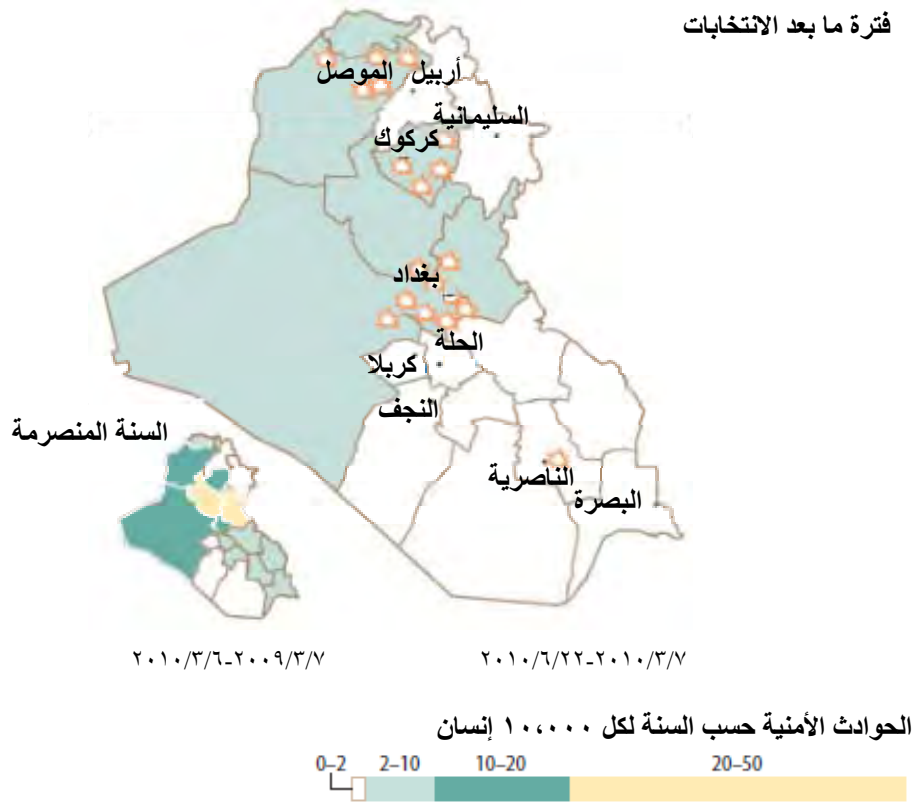 فترة ما بعد الانتخابات
الموصل
أربيل
السليمانية
كركوك
بغداد
الحلة
كربلا
النجف
السنة المنصرمة
الناصرية
البصرة
٢٠٠٩/٣/٧-٢٠١٠/٣/٦
٢٠١٠/٣/٧-٢٠١٠/٦/٢٢
الحوادث الأمنية حسب السنة لكل ١٠،٠٠٠ إنسان
0–2 2–10 10–20 20–50